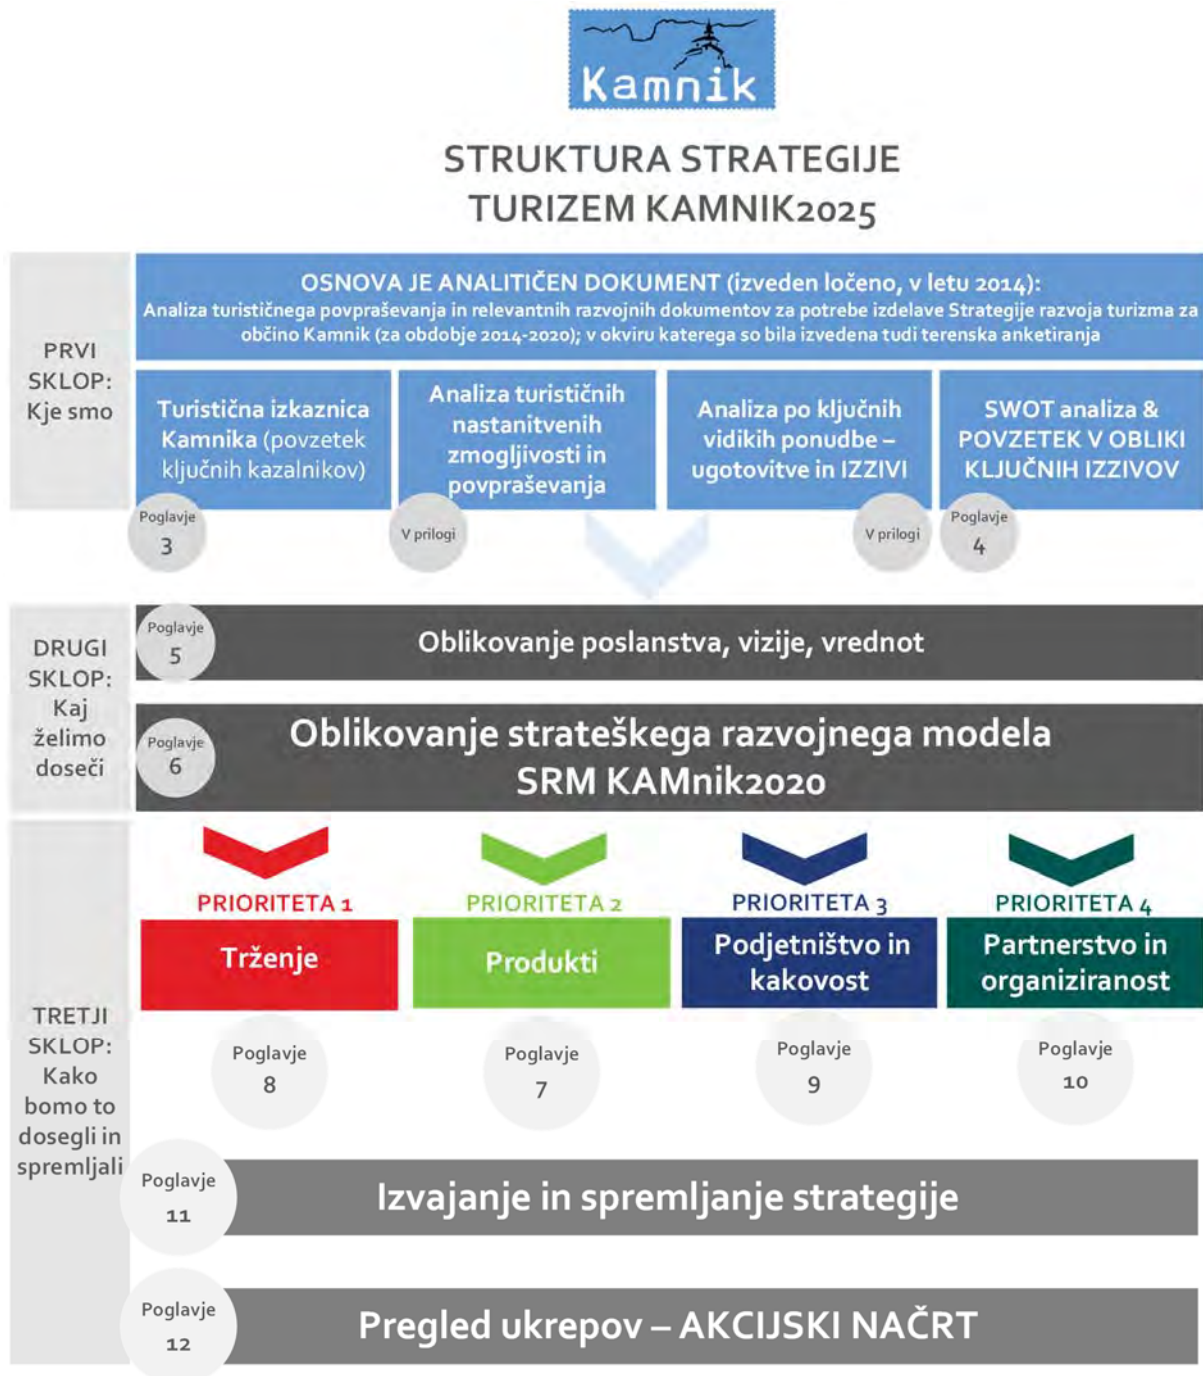 Kamnik
STRUKTURA STRATEGIJE
TURIZEM KAMNIK2025
PRVI
SKLOP:
Kje smo
OSNOVA JE ANALITIČEN DOKUMENT (izveden ločeno, v letu 2014):
Analiza turističnega povpraševanja in relevantnih razvojnih dokumentov za potrebe izdelave Strategije razvoja turizma za
občino Kamnik (za obdobje 2014-2020); v okviru katerega so bila izvedena tudi terenska anketiranja
Turistična izkaznica
Kamnika (povzetek
ključnih kazalnikov)
Poglavje
3
Analiza turističnih
nastanitvenih
zmogljivosti in
povpraševanja
V prilogi
Analiza po ključnih
vidikih ponudbe –
ugotovitve in IZZIVI
V prilogi
SWOT analiza &
POVZETEK V OBLIKI
KLJUČNIH IZZIVOV
Poglavje
4
DRUGI
SKLOP:
Kaj
želimo
doseči
Poglavje
5
Oblikovanje poslanstva, vizije, vrednot
Poglavje
6
Oblikovanje strateškega razvojnega modela
SRM KAMnik2020
TRETJI
SKLOP:
Kako
bomo to
dosegli in
spremljali
PRIORITETA 1
Trženje
Poglavje
8
PRIORITETA 2
Produkti
Poglavje
7
PRIORITETA 3
Podjetništvo in
kakovost
Poglavje
9
PRIORITETA 4
Partnerstvo in
organiziranost
Poglavje
10
Poglavje
11
Izvajanje in spremljanje strategije
Poglavje
12
Pregled ukrepov – AKCIJSKI NAČRT